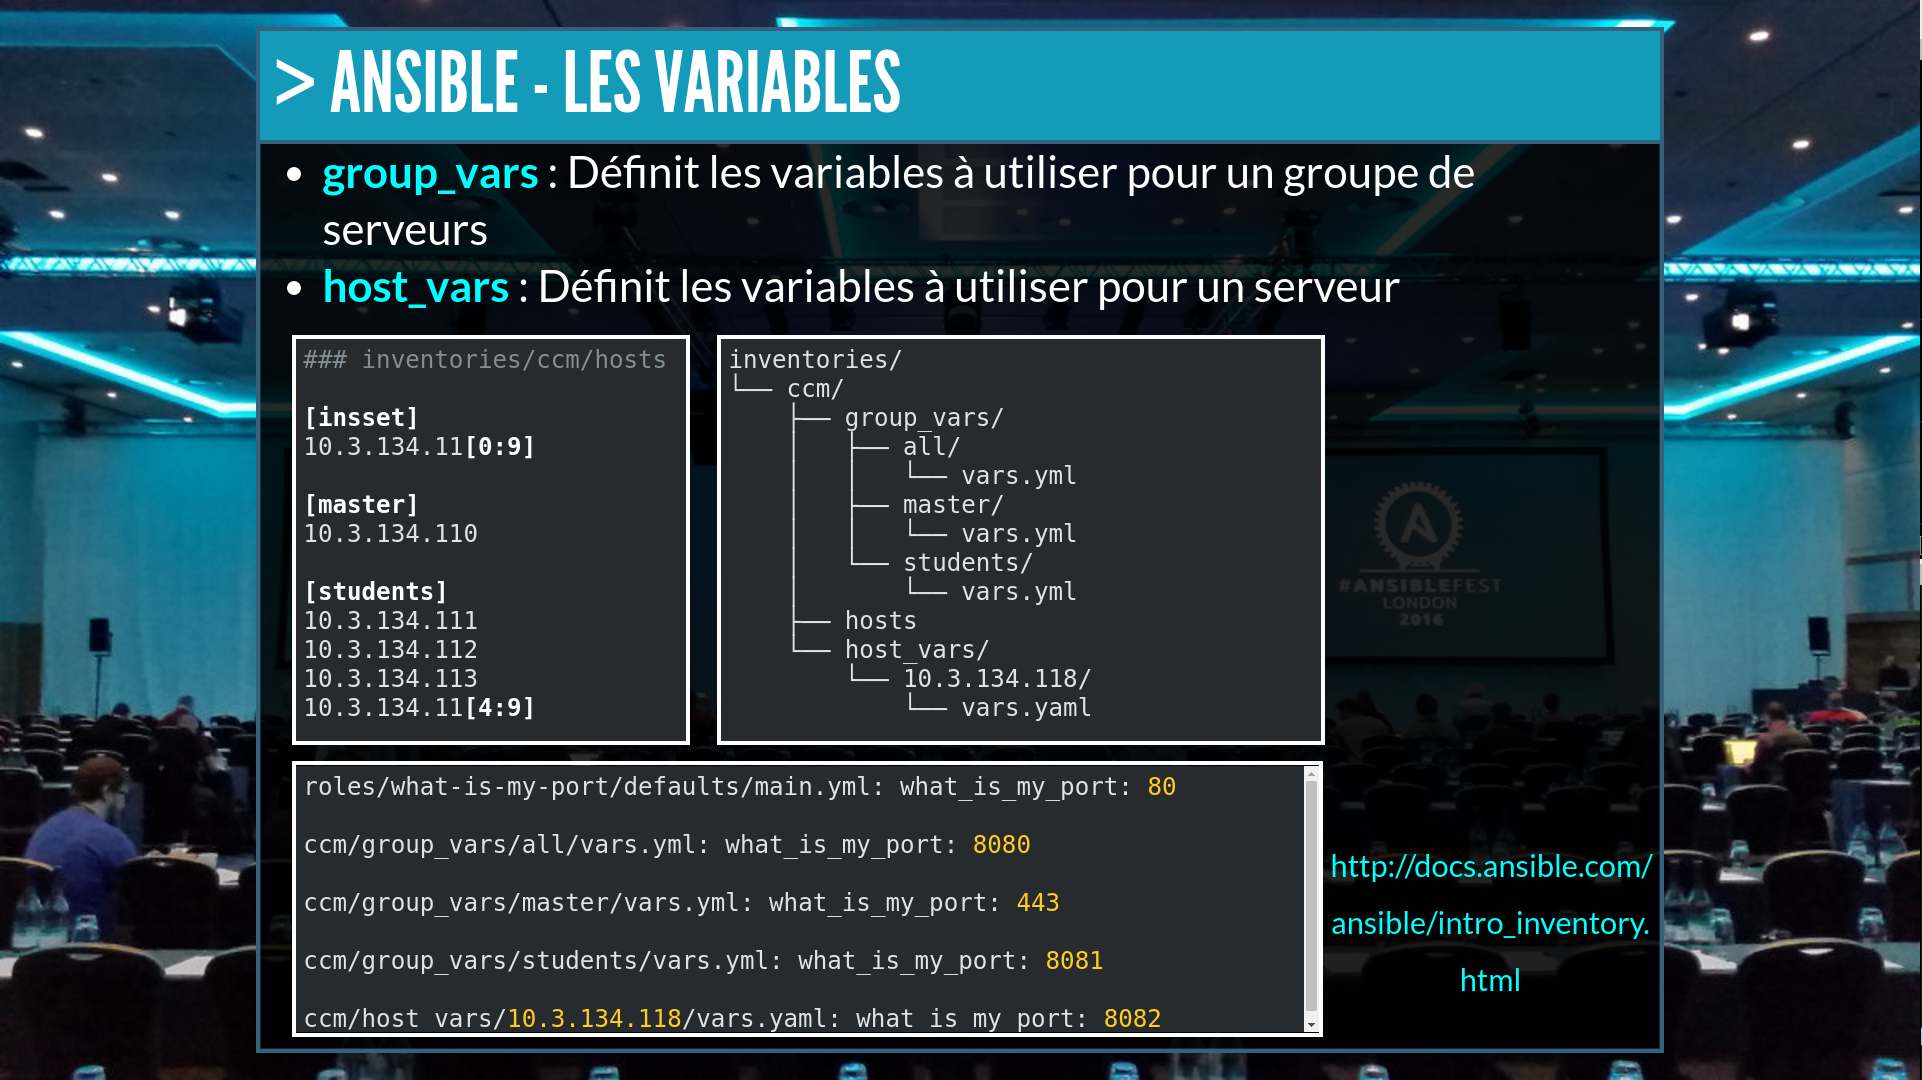 > ANSIBLE - LES VARIABLES
• group_vars : Définit les variables à utiliser pour un groupe de
serveurs
• host_vars : Définit les variables à utiliser pour un serveur
### inventories/ccm/hosts
[insset]
10.3.134.11[0:9]
[master]
10.3.134.110
[students]
10.3.134.111
10.3.134.112
10.3.134.113
10.3.134.11[4:9]
inventories/
└── ccm/
    ├── group_vars/
    │   ├── all/
    │   │   └── vars.yml
    │   ├── master/
    │   │   └── vars.yml
    │   └── students/
    │       └── vars.yml
    ├── hosts
    └── host_vars/
        └── 10.3.134.118/
            └── vars.yaml
#ANSIBLEFEST
LONDON
2016
roles/what-is-my-port/defaults/main.yml: what_is_my_port: 80
ccm/group_vars/all/vars.yml: what_is_my_port: 8080
ccm/group_vars/master/vars.yml: what_is_my_port: 443
ccm/group_vars/students/vars.yml: what_is_my_port: 8081
ccm/host_vars/10.3.134.118/vars.yaml: what_is_my_port: 8082
http://docs.ansible.com/
ansible/intro_inventory.
html